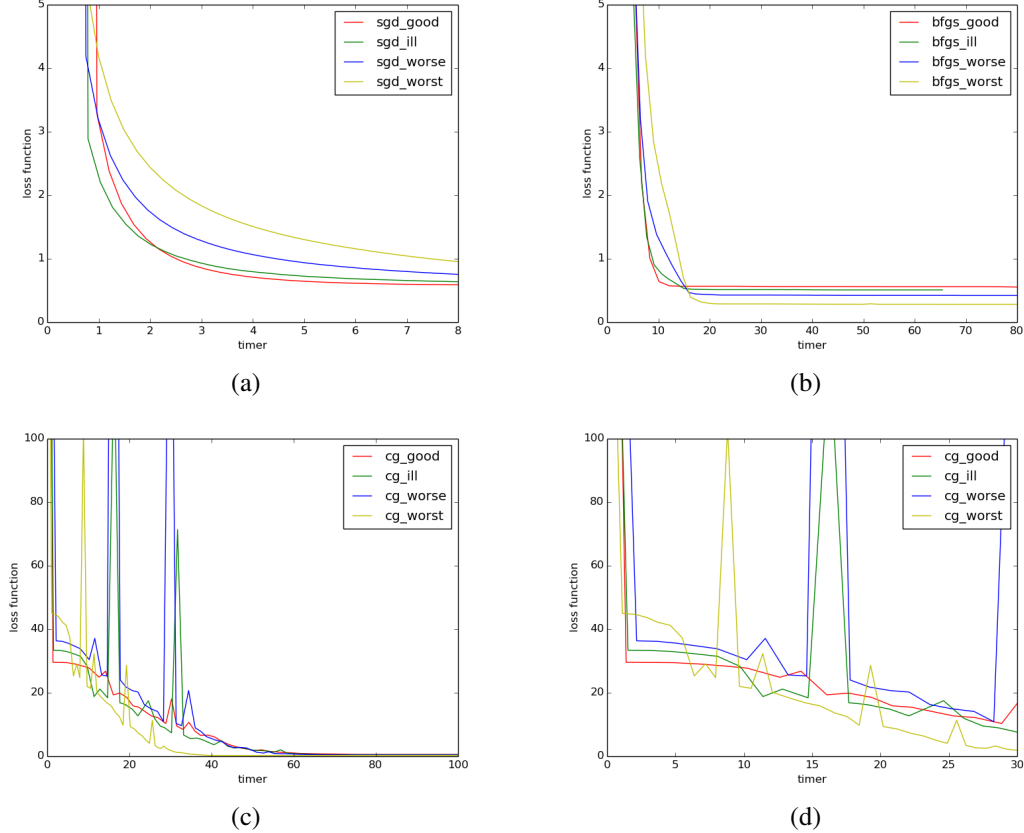 5
4
3
2
1
0
loss function
sgd_good
sgd_ill
sgd_worse
sgd_worst
0 1 2 3 4 5 6 7 8
timer
(a)
5
4
3
2
1
0
loss function
bfgs_good
bfgs_ill
bfgs_worse
bfgs_worst
0 10 20 30 40 50 60 70 80
timer
(b)
100
80
60
40
20
0
loss function
cg_good
cg_ill
cg_worse
cg_worst
0 20 40 60 80 100
timer
(c)
100
80
60
40
20
0
loss function
cg_good
cg_ill
cg_worse
cg_worst
0 5 10 15 20 25 30
timer
(d)